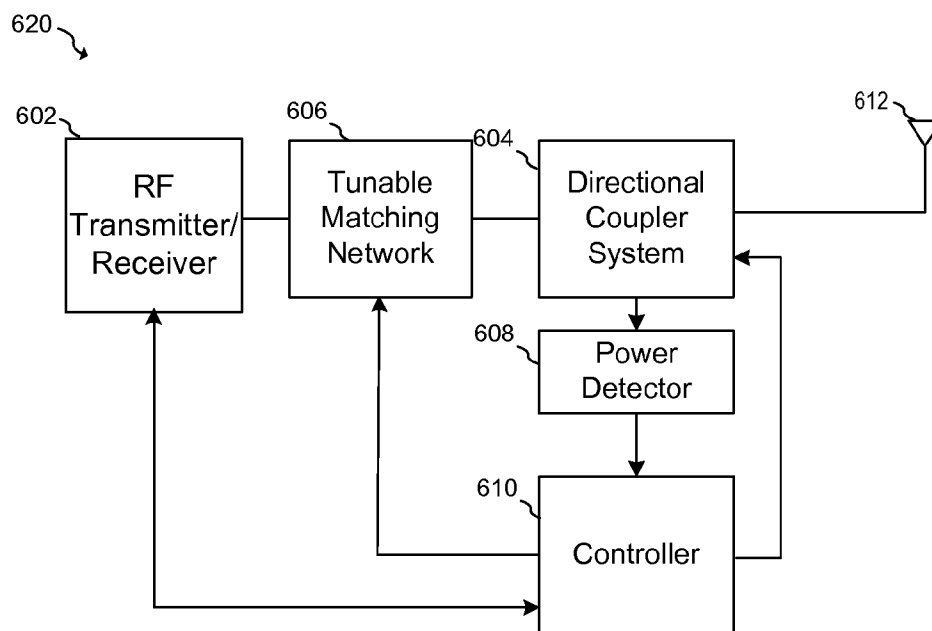 620
602
606
604
612
RF
Transmitter/
Receiver
Tunable
Matching
Network
Directional
Coupler
System
608
Power
Detector
610
Controller